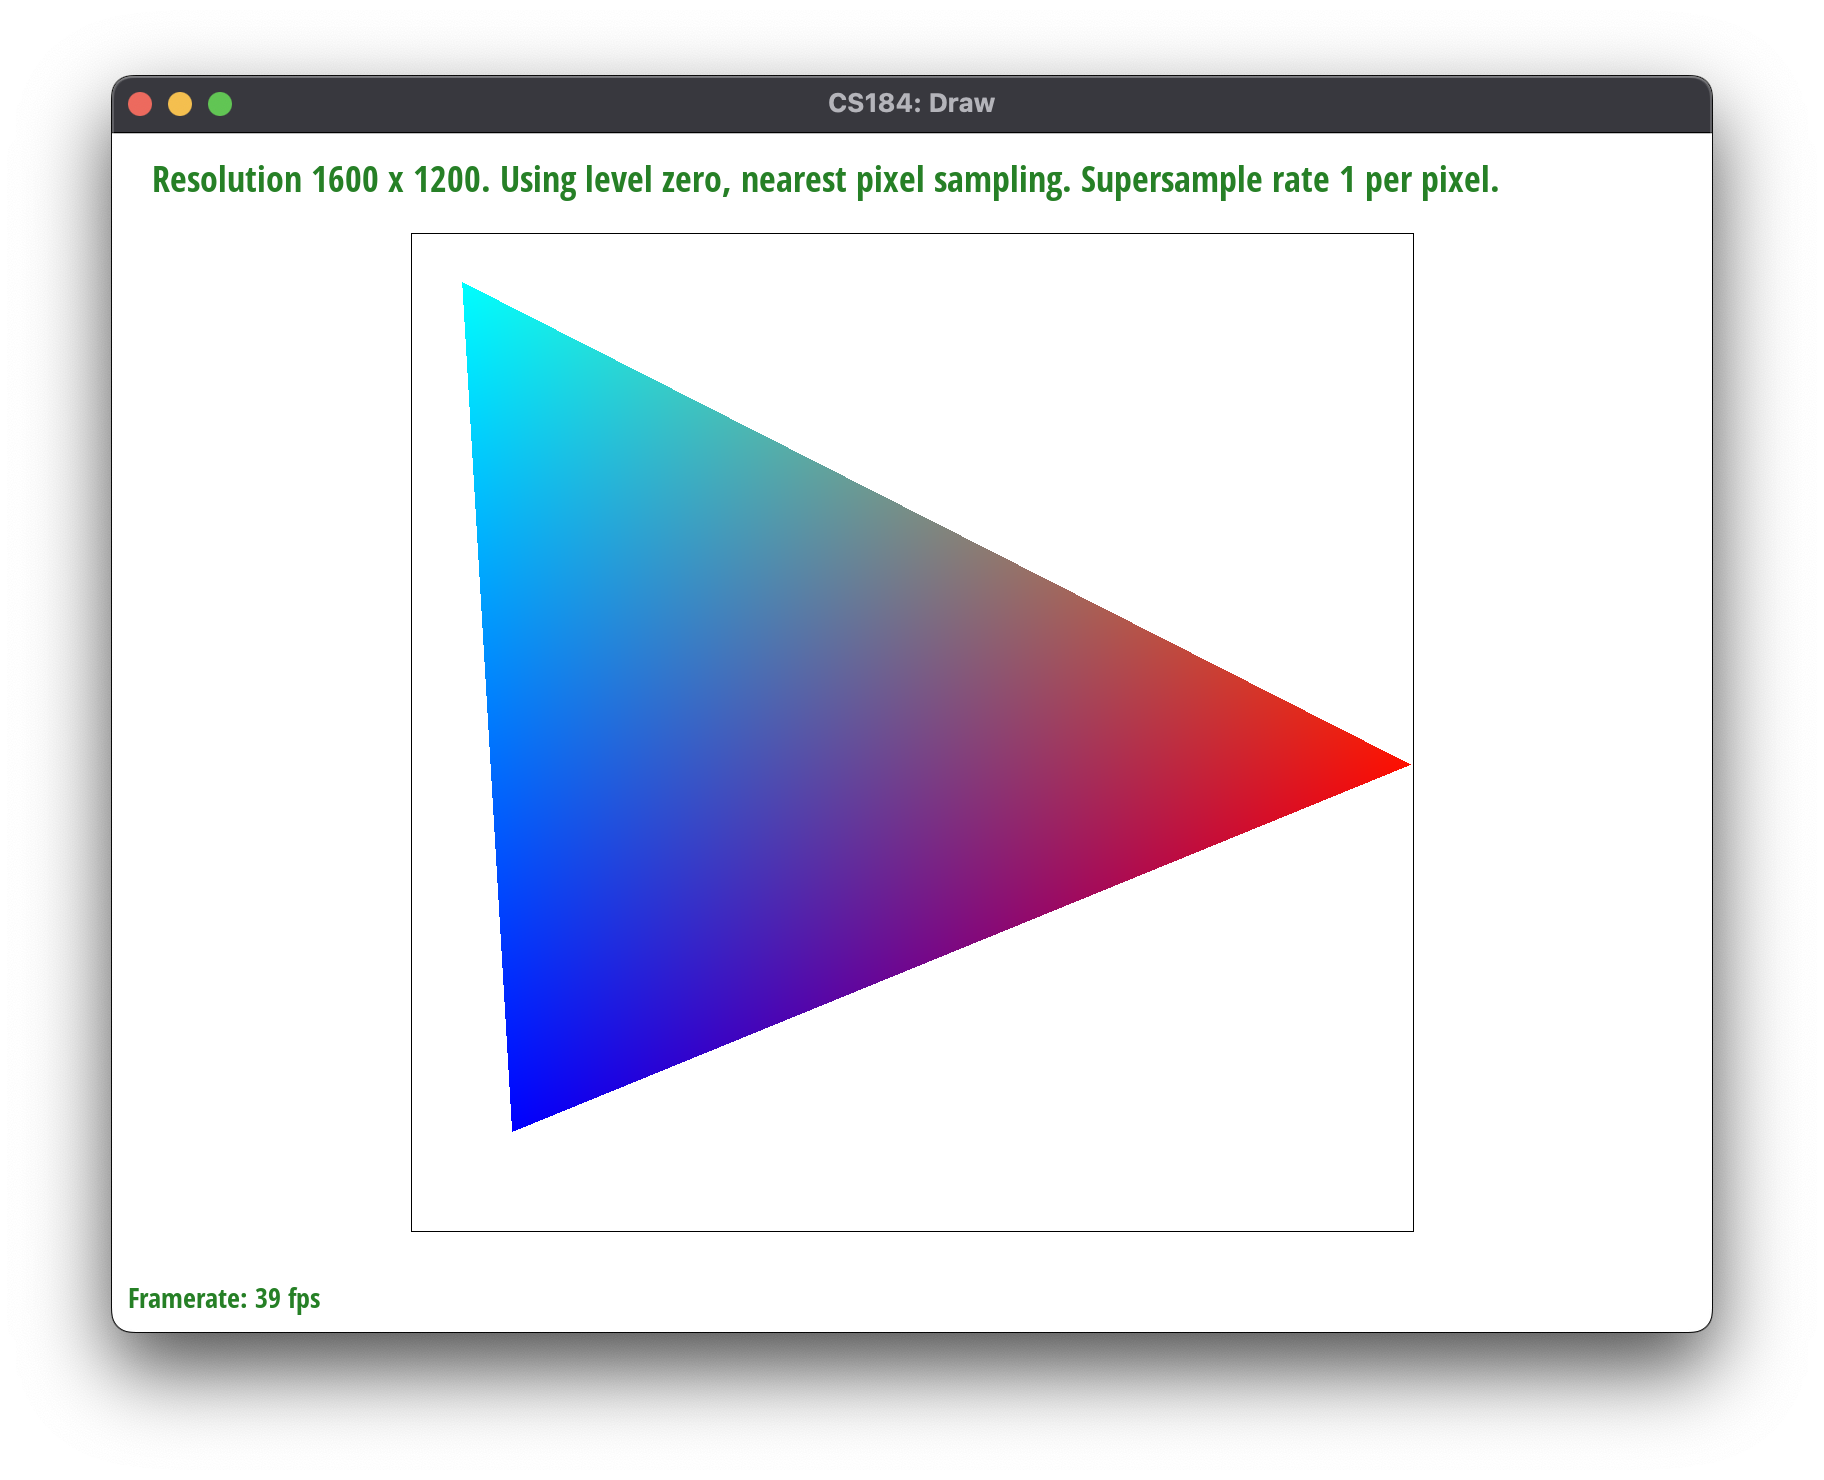 CS184: Draw
Resolution 1600 x 1200. Using level zero, nearest pixel sampling. Supersample rate 1 per pixel.
Framerate: 39 fps